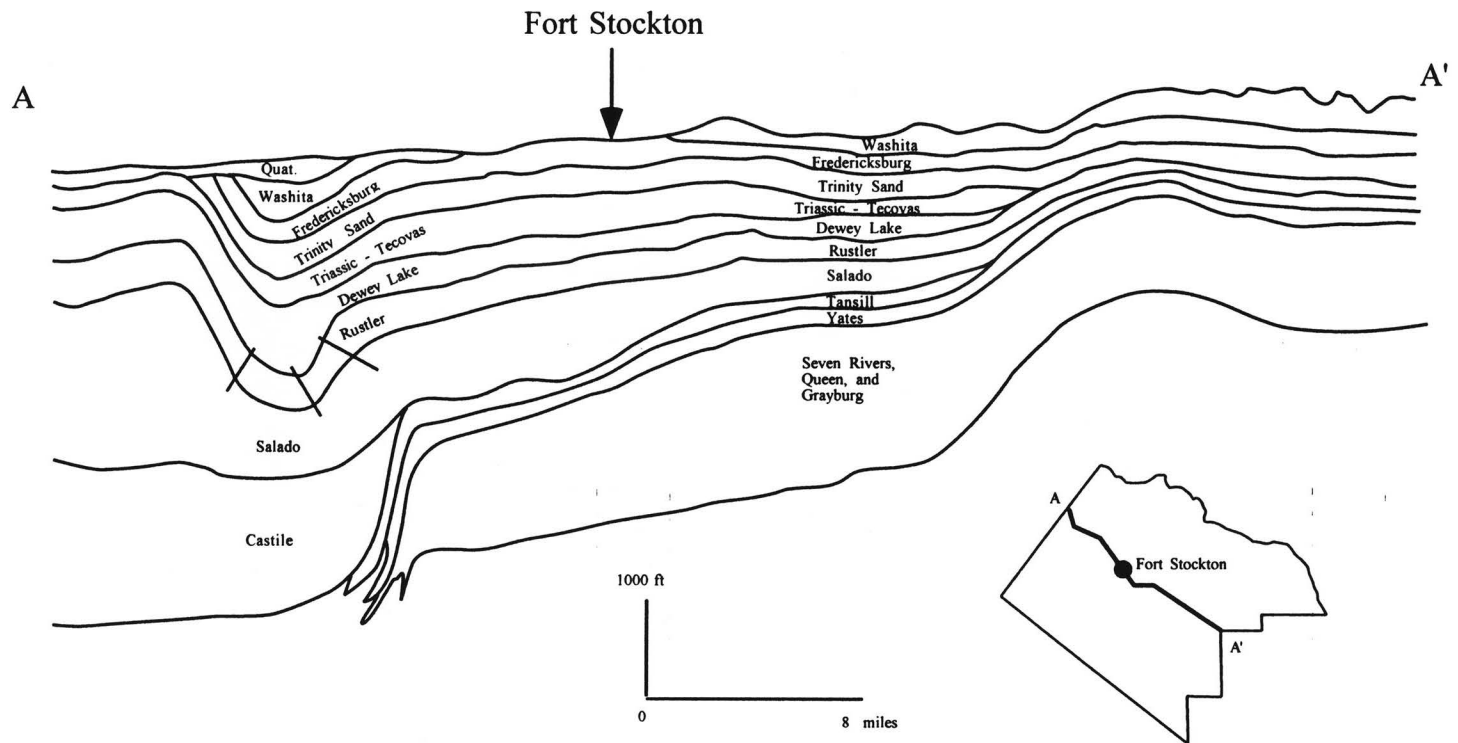 Fort Stockton
A
A'
Quat.
Washita
Fredericksburg
Trinity Sand
Triassic - Tecovas
Dewey Lake
Rustler
Salado
Castile
Washita
Fredericksburg
Trinity Sand
Triassic - Tecovas
Dewey Lake
Rustler
Salado
Tansill
Yates
Seven Rivers,
Queen, and
Grayburg
1000 ft
0
8 miles
A
Fort Stockton
A'